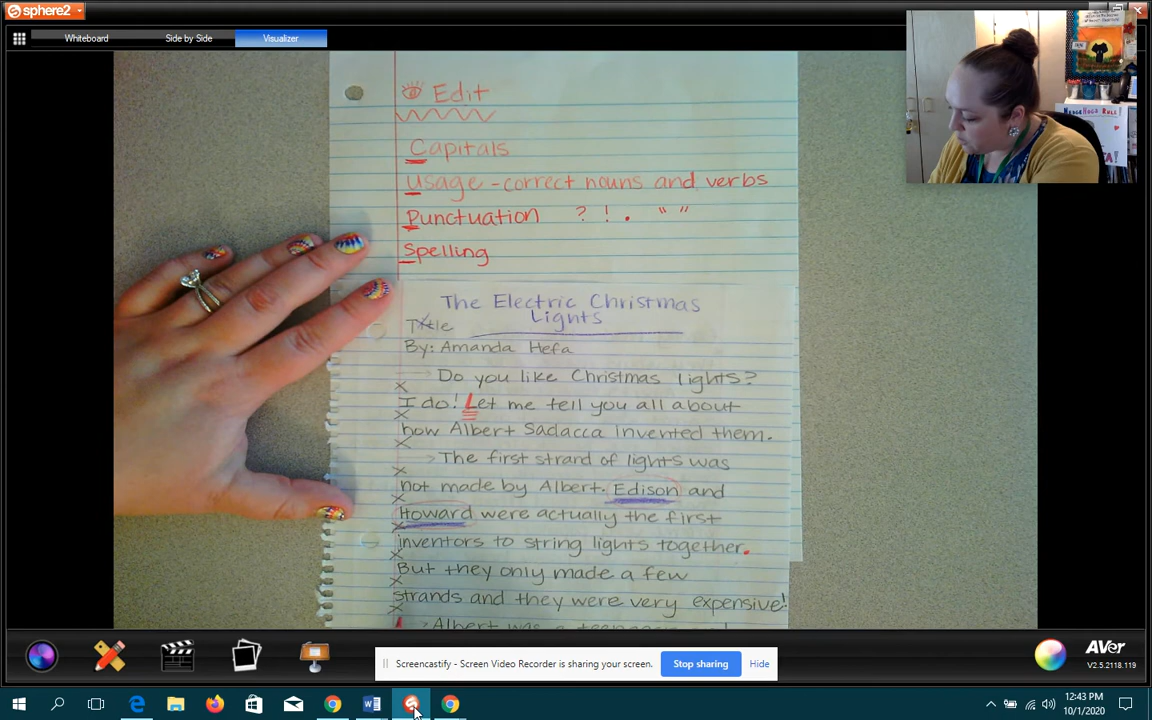 sphere2
Whiteboard
Side by Side
Visualizer
Edit
Capitals
Usage - correct nouns and verbs
Punctuation ? ! . “ ”
Spelling
The Electric Christmas
Lights
Title
By: Amanda Hefa
Do you like Christmas lights?
I do! Let me tell you all about
how Albert Sadacca invented them.
The first strand of lights was
not made by Albert. Edison and
Howard were actually the first
inventors to string lights together.
But they only made a few
strands and they were very expensive!
Albert was a teenager
Screencastify - Screen Video Recorder is sharing your screen.
Stop sharing
Hide
AVer
V2.5.2118.119
12:43 PM
10/1/2020